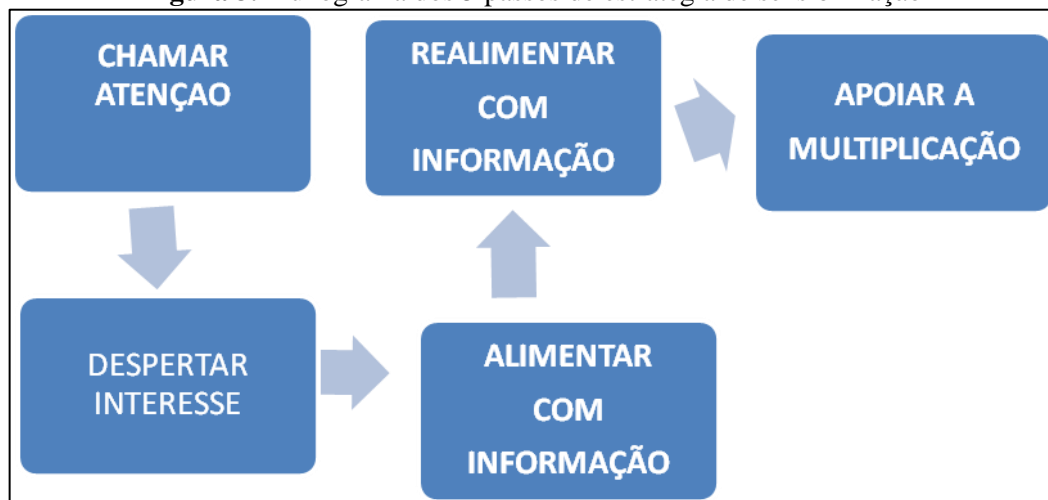 CHAMAR
ATENÇAO
DESPERTAR
INTERESSE
ALIMENTAR
COM
INFORMAÇÃO
REALIMENTAR
COM
INFORMAÇÃO
APOIAR A
MULTIPLICAÇÃO